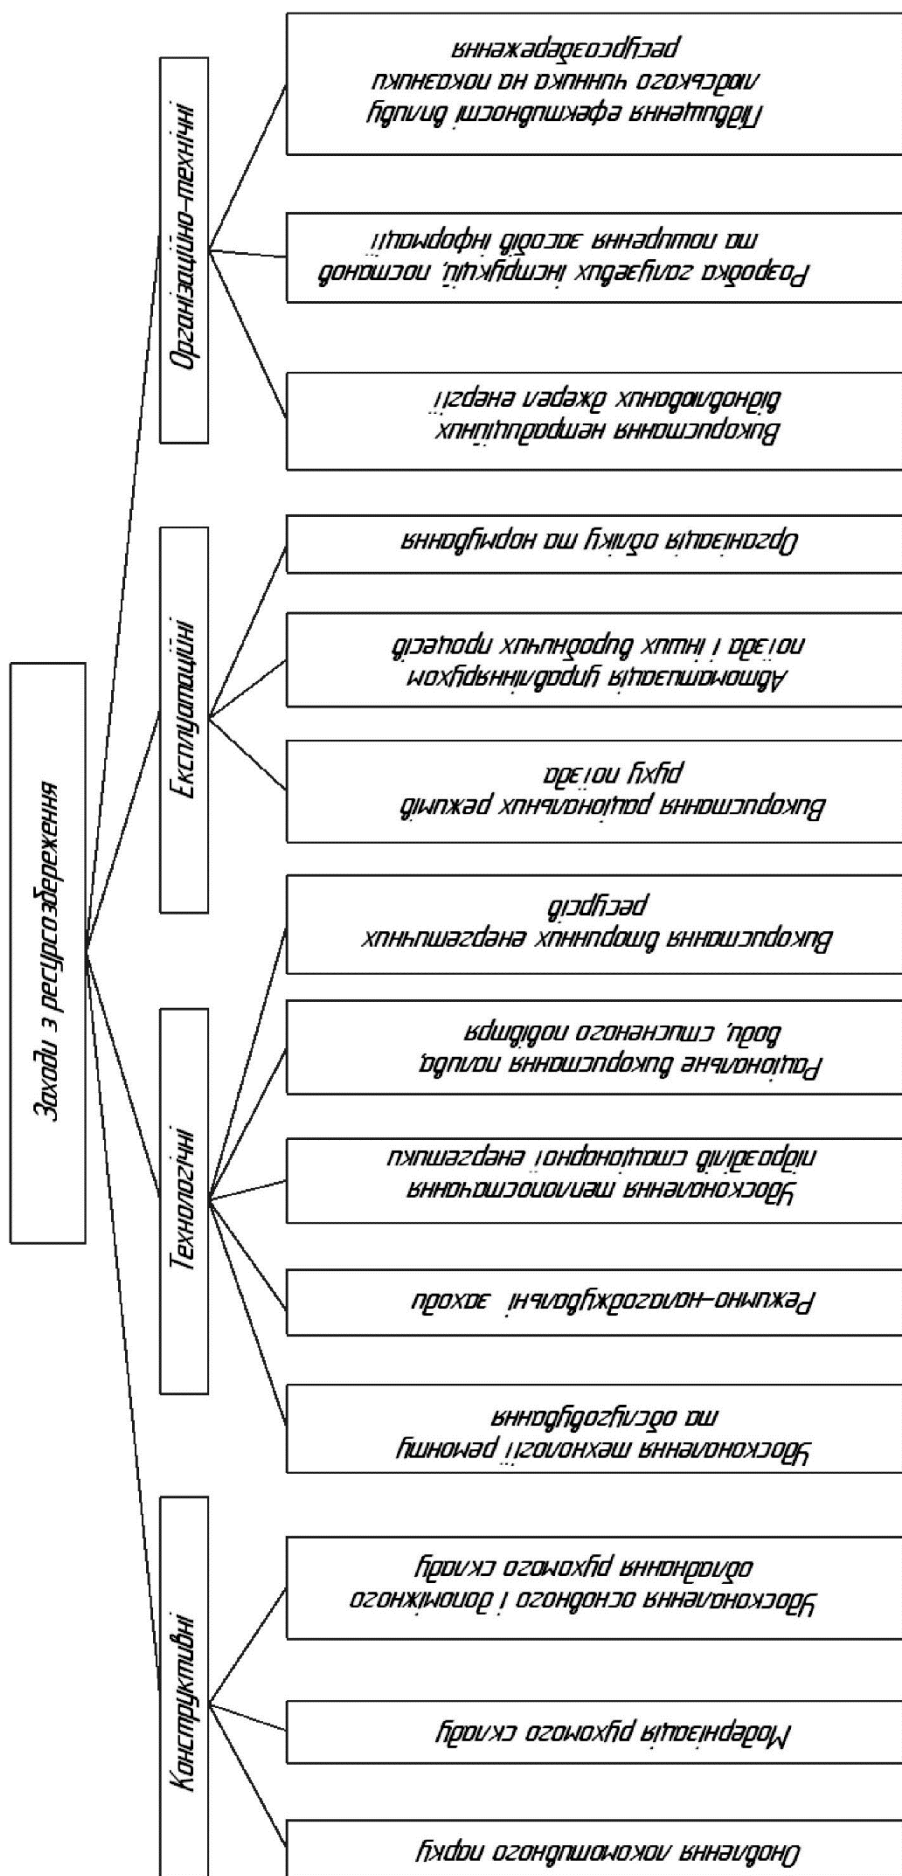 Заходи з ресурсозбереження
Конструктивні
Технологічні
Експлуатаційні
Організаційно-технічні
Оновлення локомотивного парку
Модернізація рухомого складу
Удосконалення основного і допоміжного
обладнання рухомого складу
Удосконалення технології ремонту
та обслуговування
Режимно-налагоджувальні заходи
Удосконалення теплопостачання
підрозділів стаціонарної енергетики
Раціональне використання палива,
води, стисненого повітря
Використання вторинних енергетичних
ресурсів
Використання раціональних режимів
руху поїзда
Автоматизація управліннярухом
поїзда і інших виробничих процесів
Організація обліку та нормування
Використання нетрадиційних
відновлюваних джерел енергії
Розробка галузевих інструкцій, постанов
та поширення засобів інформації
Підвищення ефективності впливу
людського чинника на показники
ресурсозбереження